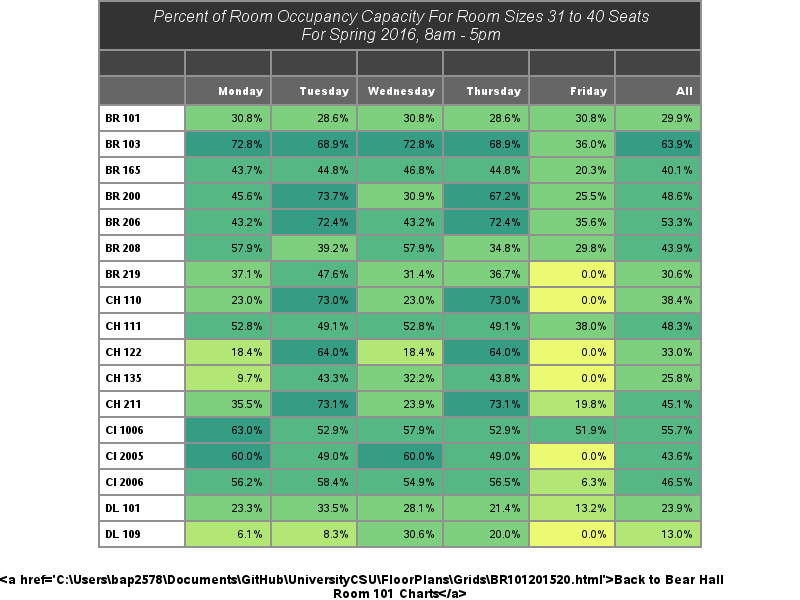 Percent of Room Occupancy Capacity For Room Sizes 31 to 40 Seats
For Spring 2016, 8am - 5pm
Monday Tuesday Wednesday Thursday Friday All
BR 101 30.8% 28.6% 30.8% 28.6% 30.8% 29.9%
BR 103 72.8% 68.9% 72.8% 68.9% 36.0% 63.9%
BR 165 43.7% 44.8% 46.8% 44.8% 20.3% 40.1%
BR 200 45.6% 73.7% 30.9% 67.2% 25.5% 48.6%
BR 206 43.2% 72.4% 43.2% 72.4% 35.6% 53.3%
BR 208 57.9% 39.2% 57.9% 34.8% 29.8% 43.9%
BR 219 37.1% 47.6% 31.4% 36.7% 0.0% 30.6%
CH 110 23.0% 73.0% 23.0% 73.0% 0.0% 38.4%
CH 111 52.8% 49.1% 52.8% 49.1% 38.0% 48.3%
CH 122 18.4% 64.0% 18.4% 64.0% 0.0% 33.0%
CH 135 9.7% 43.3% 32.2% 43.8% 0.0% 25.8%
CH 211 35.5% 73.1% 23.9% 73.1% 19.8% 45.1%
CI 1006 63.0% 52.9% 57.9% 52.9% 51.9% 55.7%
CI 2005 60.0% 49.0% 60.0% 49.0% 0.0% 43.6%
CI 2006 56.2% 58.4% 54.9% 56.5% 6.3% 46.5%
DL 101 23.3% 33.5% 28.1% 21.4% 13.2% 23.9%
DL 109 6.1% 8.3% 30.6% 20.0% 0.0% 13.0%
<a href='C:\Users\bap2578\Documents\GitHub\UniversityCSU\FloorPlans\Grids\BR101201520.html'>Back to Bear Hall
Room 101 Charts</a>